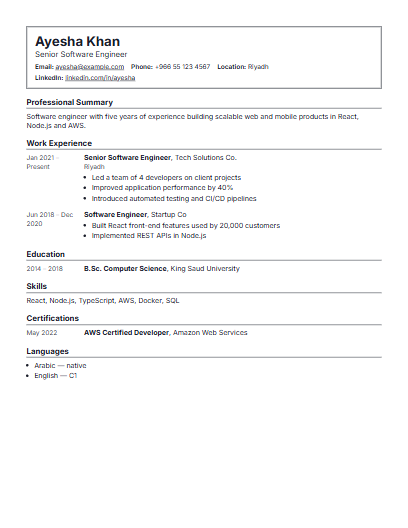 Ayesha Khan
Senior Software Engineer
Email: ayesha@example.com Phone: +966 55 123 4567 Location: Riyadh
LinkedIn: linkedin.com/in/ayesha
Professional Summary
Software engineer with five years of experience building scalable web and mobile products in React,
Node.js and AWS.
Work Experience
Jan 2021 - Present
Senior Software Engineer, Tech Solutions Co.
Riyadh
• Led a team of 4 developers on client projects
• Improved application performance by 40%
• Introduced automated testing and CI/CD pipelines
Jun 2018 - Dec 2020
Software Engineer, Startup Co
• Built React front-end features used by 20,000 customers
• Implemented REST APIs in Node.js
Education
2014 - 2018 B.Sc. Computer Science, King Saud University
Skills
React, Node.js, TypeScript, AWS, Docker, SQL
Certifications
May 2022 AWS Certified Developer, Amazon Web Services
Languages
• Arabic — native
• English — C1